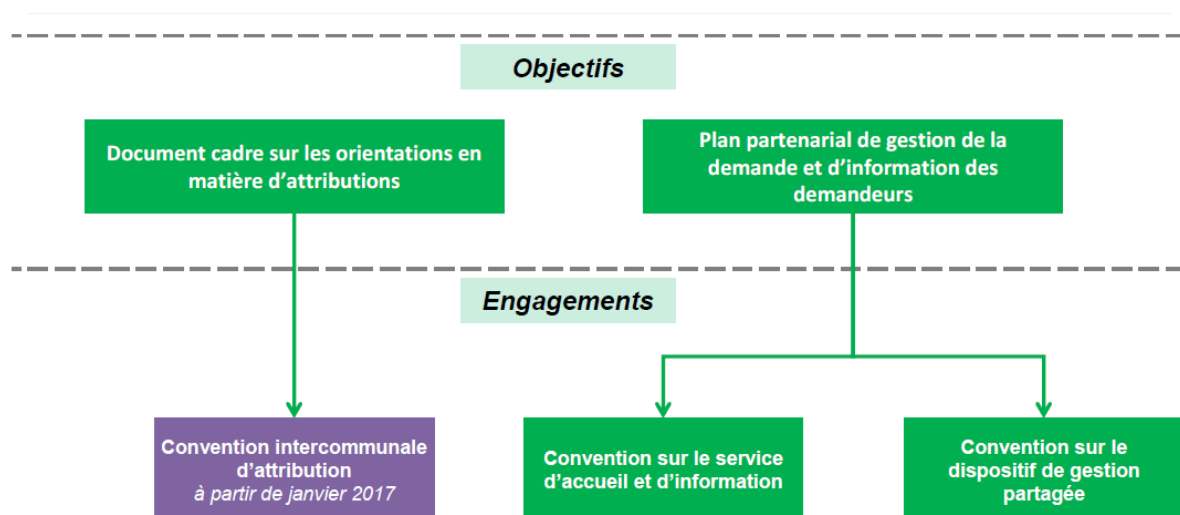 Objectifs
Document cadre sur les orientations en
matière d'attributions
Plan partenarial de gestion de la
demande et d'information des
demandeurs
Engagements
Convention intercommunale
d'attribution
à partir de janvier 2017
Convention sur le service
d'accueil et d'information
Convention sur le
dispositif de gestion
partagée